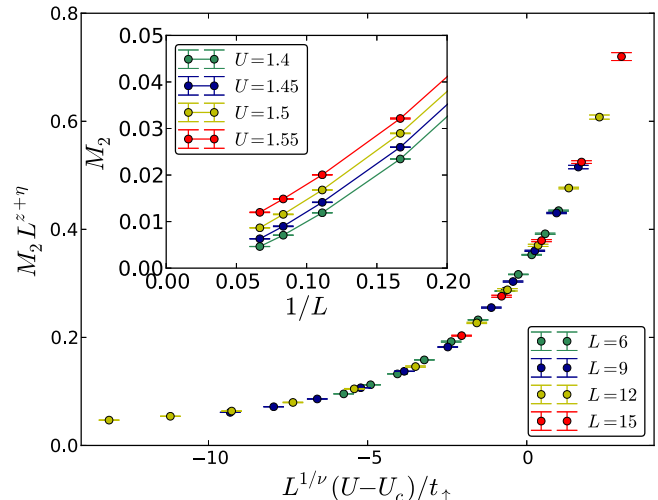 0.8
0.6
0.4
0.2
0.0
M₂ L^{z+η}
−10
−5
0
L^{1/ν}(U−U_c)/t_↑
0.05
0.04
0.03
0.02
0.01
0.00
M₂
0.00
0.05
0.10
0.15
0.20
1/L
U=1.4
U=1.45
U=1.5
U=1.55
L=6
L=9
L=12
L=15